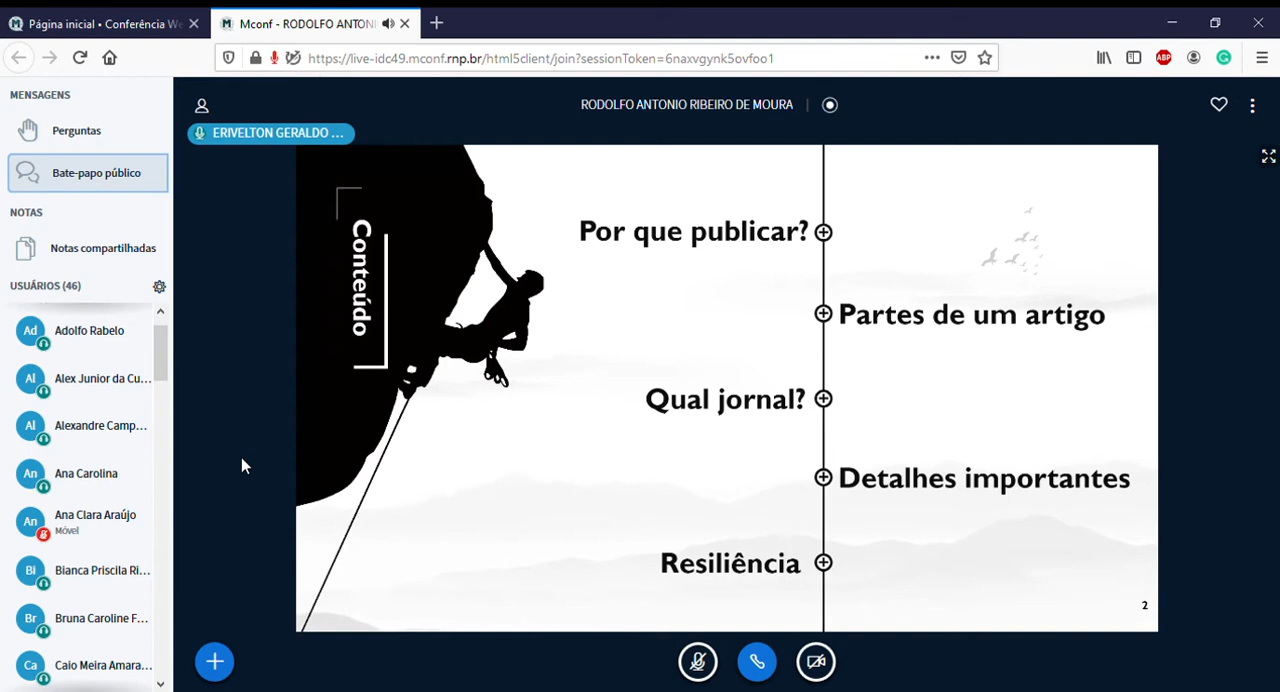 Página inicial • Conferência We
Mconf - RODOLFO ANTONI
https://live-idc49.mconf.rnp.br/html5client/join?sessionToken=6naxvgynk5ovfoo1
ABP
MENSAGENS
Perguntas
Bate-papo público
NOTAS
Notas compartilhadas
USUÁRIOS (46)
Ad Adolfo Rabelo
Al Alex Junior da Cu...
Al Alexandre Camp...
An Ana Carolina
An Ana Clara Araújo
Móvel
Bi Bianca Priscila Ri...
Br Bruna Caroline F...
Ca Caio Meira Amara...
RODOLFO ANTONIO RIBEIRO DE MOURA
ERIVELTON GERALDO ...
Conteúdo
Por que publicar?
Partes de um artigo
Qual jornal?
Detalhes importantes
Resiliência
2